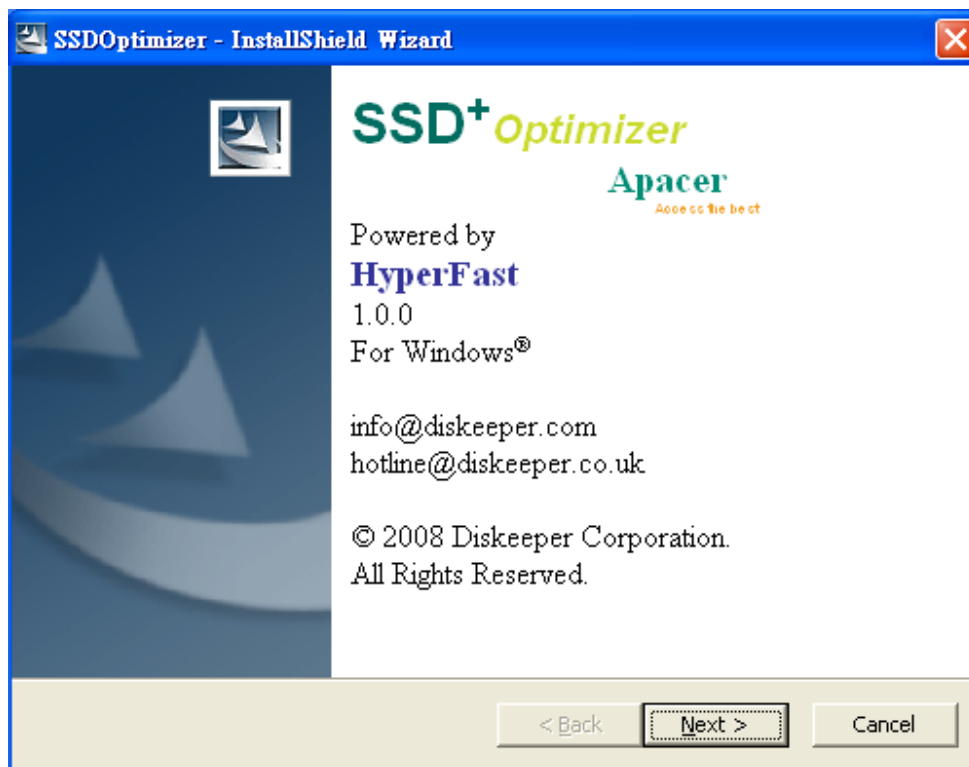 SSDOptimizer - InstallShield Wizard
SSD+ Optimizer
Apacer
Access the best
Powered by
HyperFast
1.0.0
For Windows®
info@diskeeper.com
hotline@diskeeper.co.uk
© 2008 Diskeeper Corporation.
All Rights Reserved.
< Back
Next >
Cancel